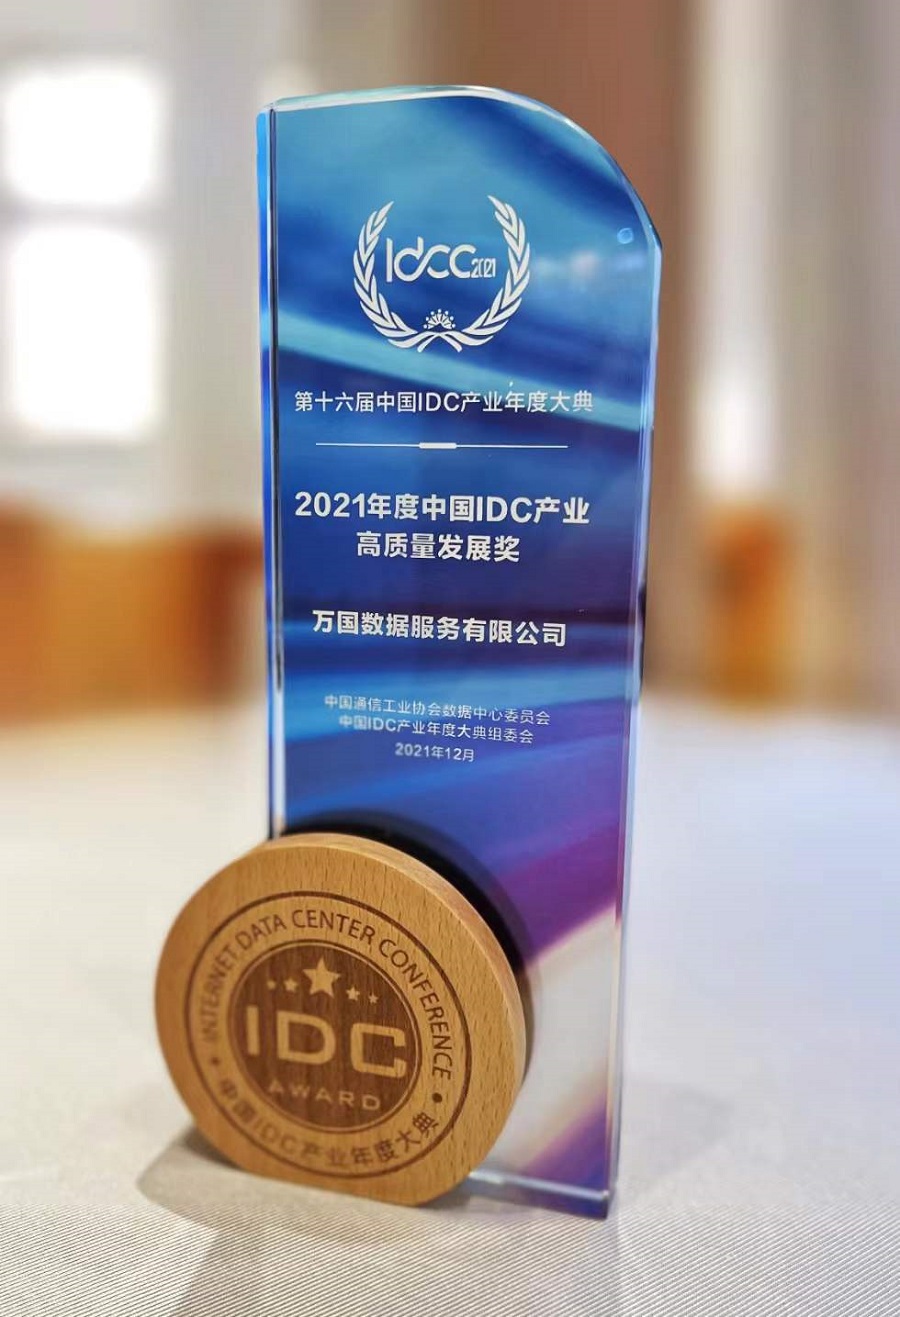 IDCC2021
第十六届中国IDC产业年度大典
2021年度中国IDC产业
高质量发展奖
万国数据服务有限公司
中国通信工业协会数据中心委员会
中国IDC产业年度大典组委会
2021年12月
INTERNET DATA CENTER CONFERENCE
IDC
AWARD
中国IDC产业年度大典